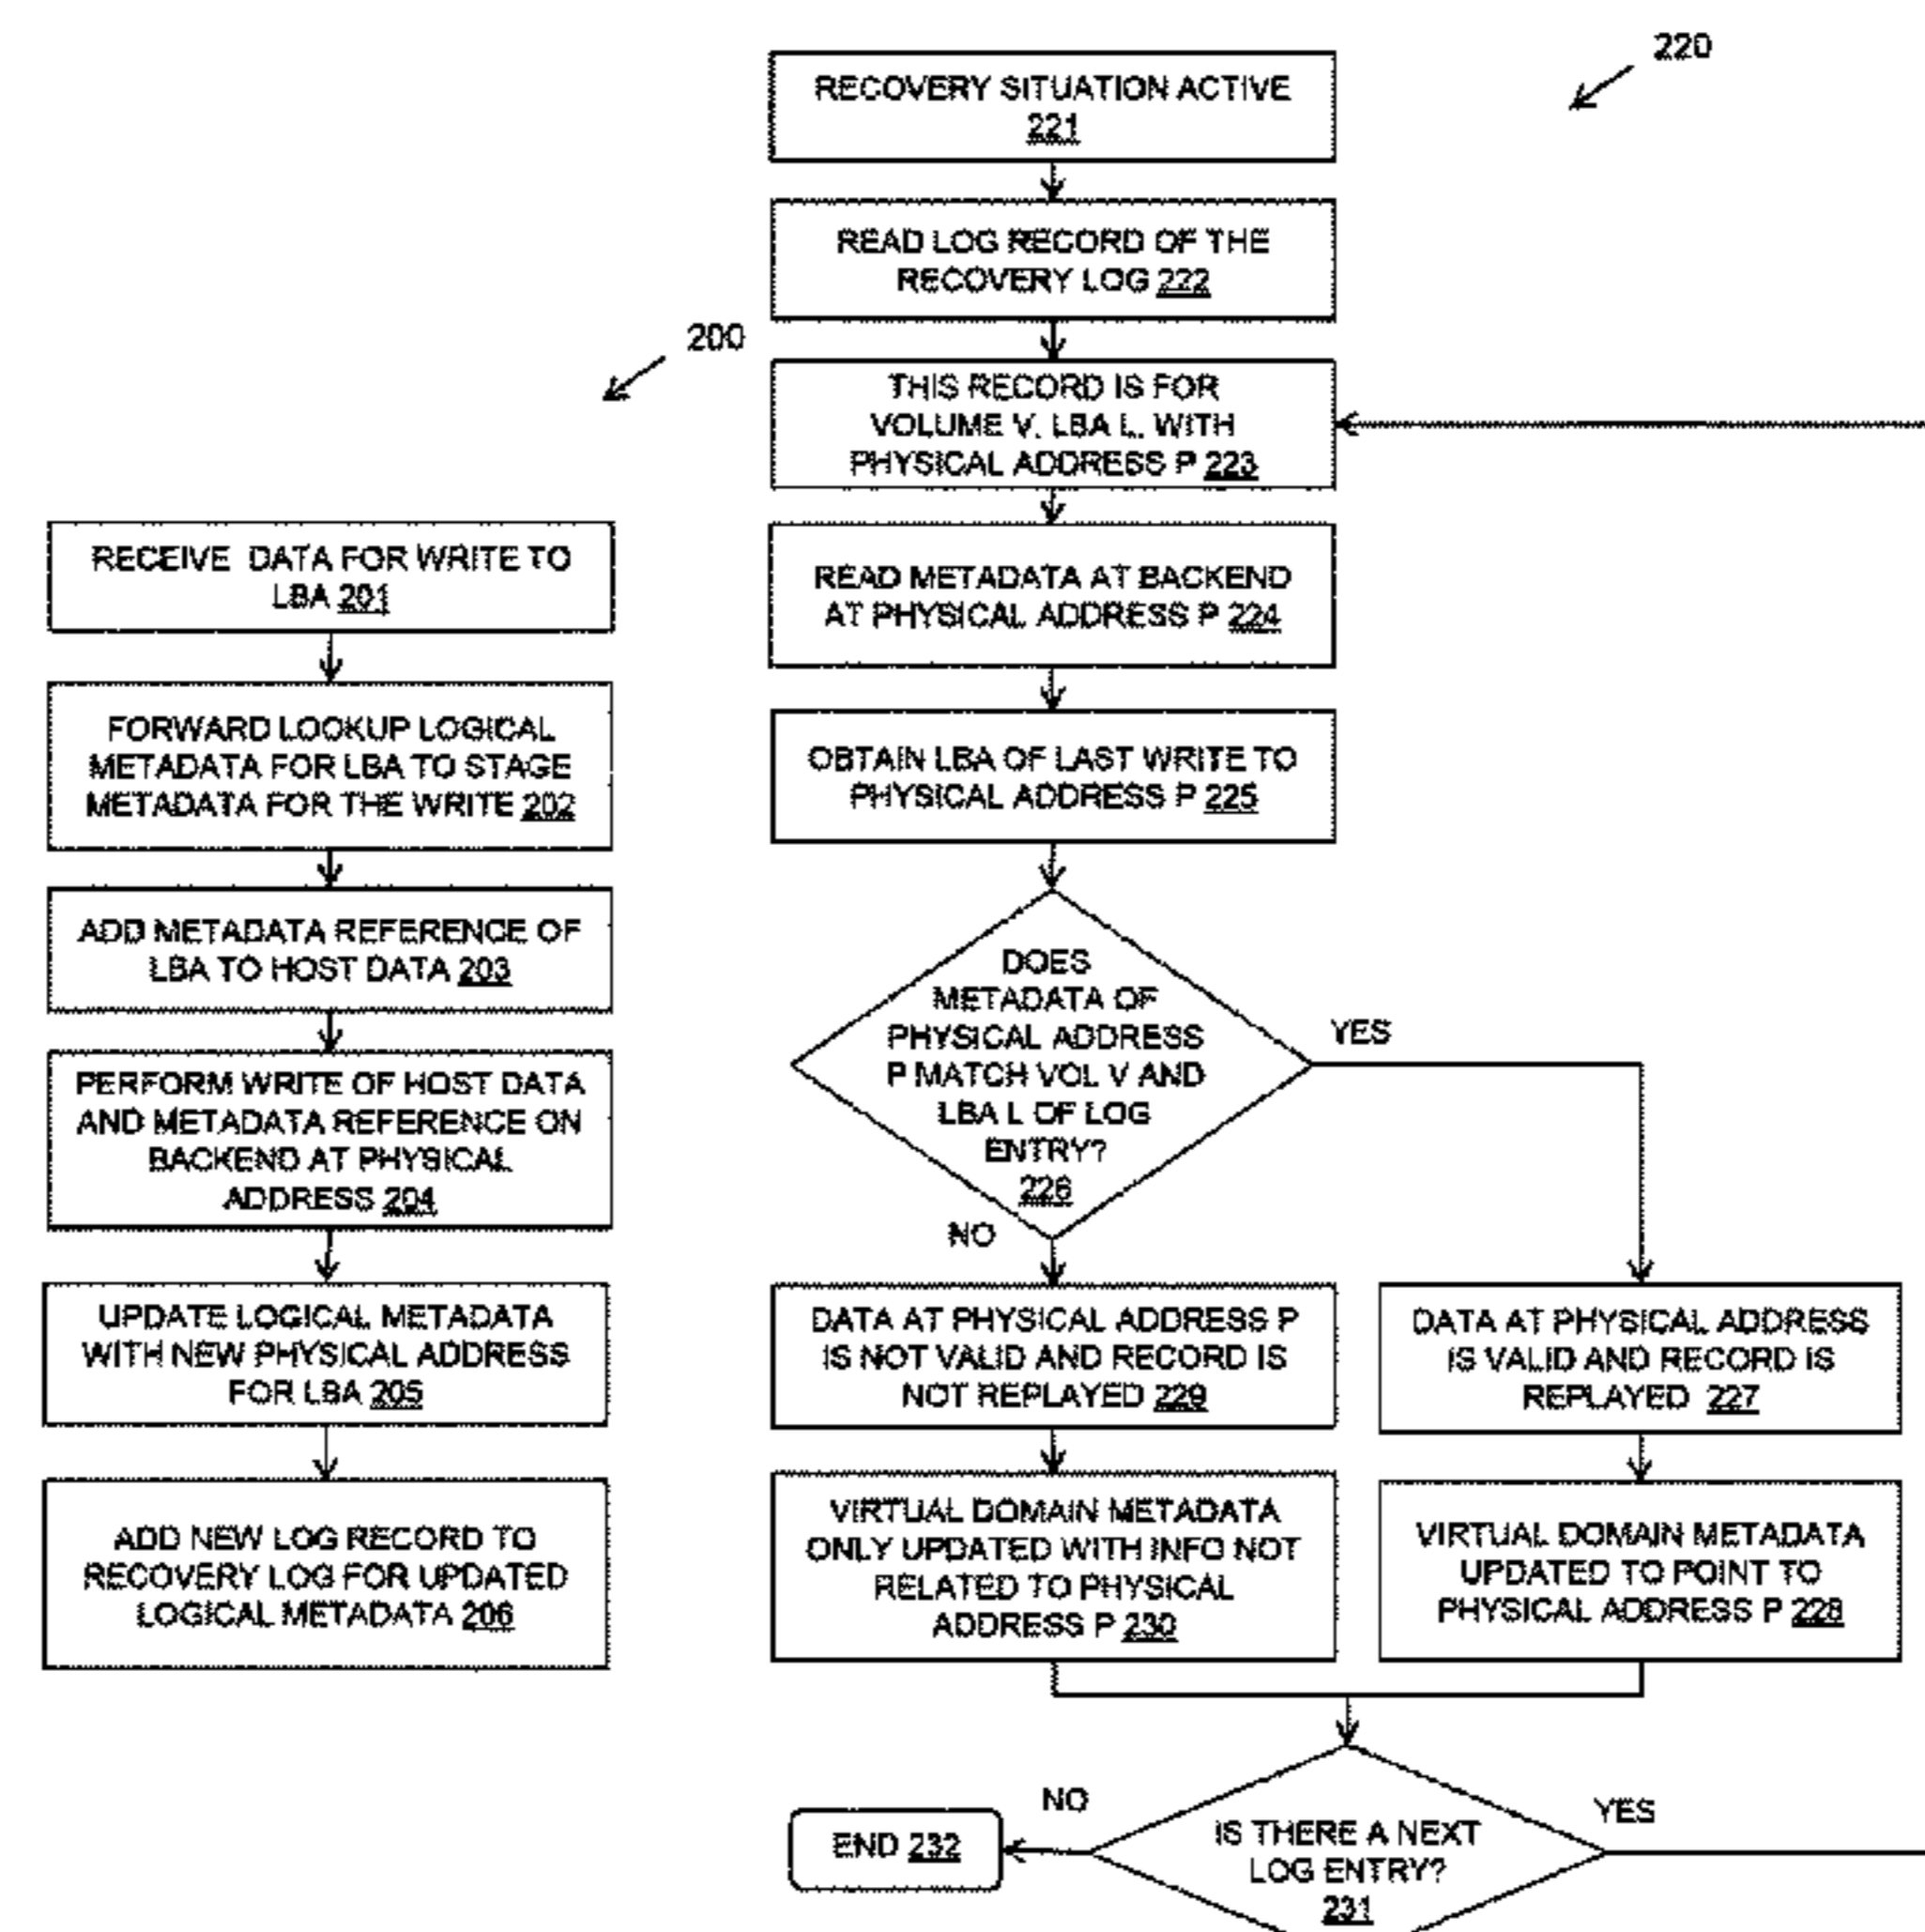 200
RECEIVE DATA FOR WRITE TO
LBA 201
FORWARD LOOKUP LOGICAL
METADATA FOR LBA TO STAGE
METADATA FOR THE WRITE 202
ADD METADATA REFERENCE OF
LBA TO HOST DATA 203
PERFORM WRITE OF HOST DATA
AND METADATA REFERENCE ON
BACKEND AT PHYSICAL
ADDRESS 204
UPDATE LOGICAL METADATA
WITH NEW PHYSICAL ADDRESS
FOR LBA 205
ADD NEW LOG RECORD TO
RECOVERY LOG FOR UPDATED
LOGICAL METADATA 206
220
RECOVERY SITUATION ACTIVE
221
READ LOG RECORD OF THE
RECOVERY LOG 222
THIS RECORD IS FOR
VOLUME V, LBA L, WITH
PHYSICAL ADDRESS P 223
READ METADATA AT BACKEND
AT PHYSICAL ADDRESS P 224
OBTAIN LBA OF LAST WRITE TO
PHYSICAL ADDRESS P 225
DOES
METADATA OF
PHYSICAL ADDRESS
P MATCH VOL V AND
LBA L OF LOG
ENTRY?
226
YES
NO
DATA AT PHYSICAL ADDRESS P
IS NOT VALID AND RECORD IS
NOT REPLAYED 229
DATA AT PHYSICAL ADDRESS
IS VALID AND RECORD IS
REPLAYED 227
VIRTUAL DOMAIN METADATA
ONLY UPDATED WITH INFO NOT
RELATED TO PHYSICAL
ADDRESS P 230
VIRTUAL DOMAIN METADATA
UPDATED TO POINT TO
PHYSICAL ADDRESS P 228
NO
YES
END 232
IS THERE A NEXT
LOG ENTRY?
231